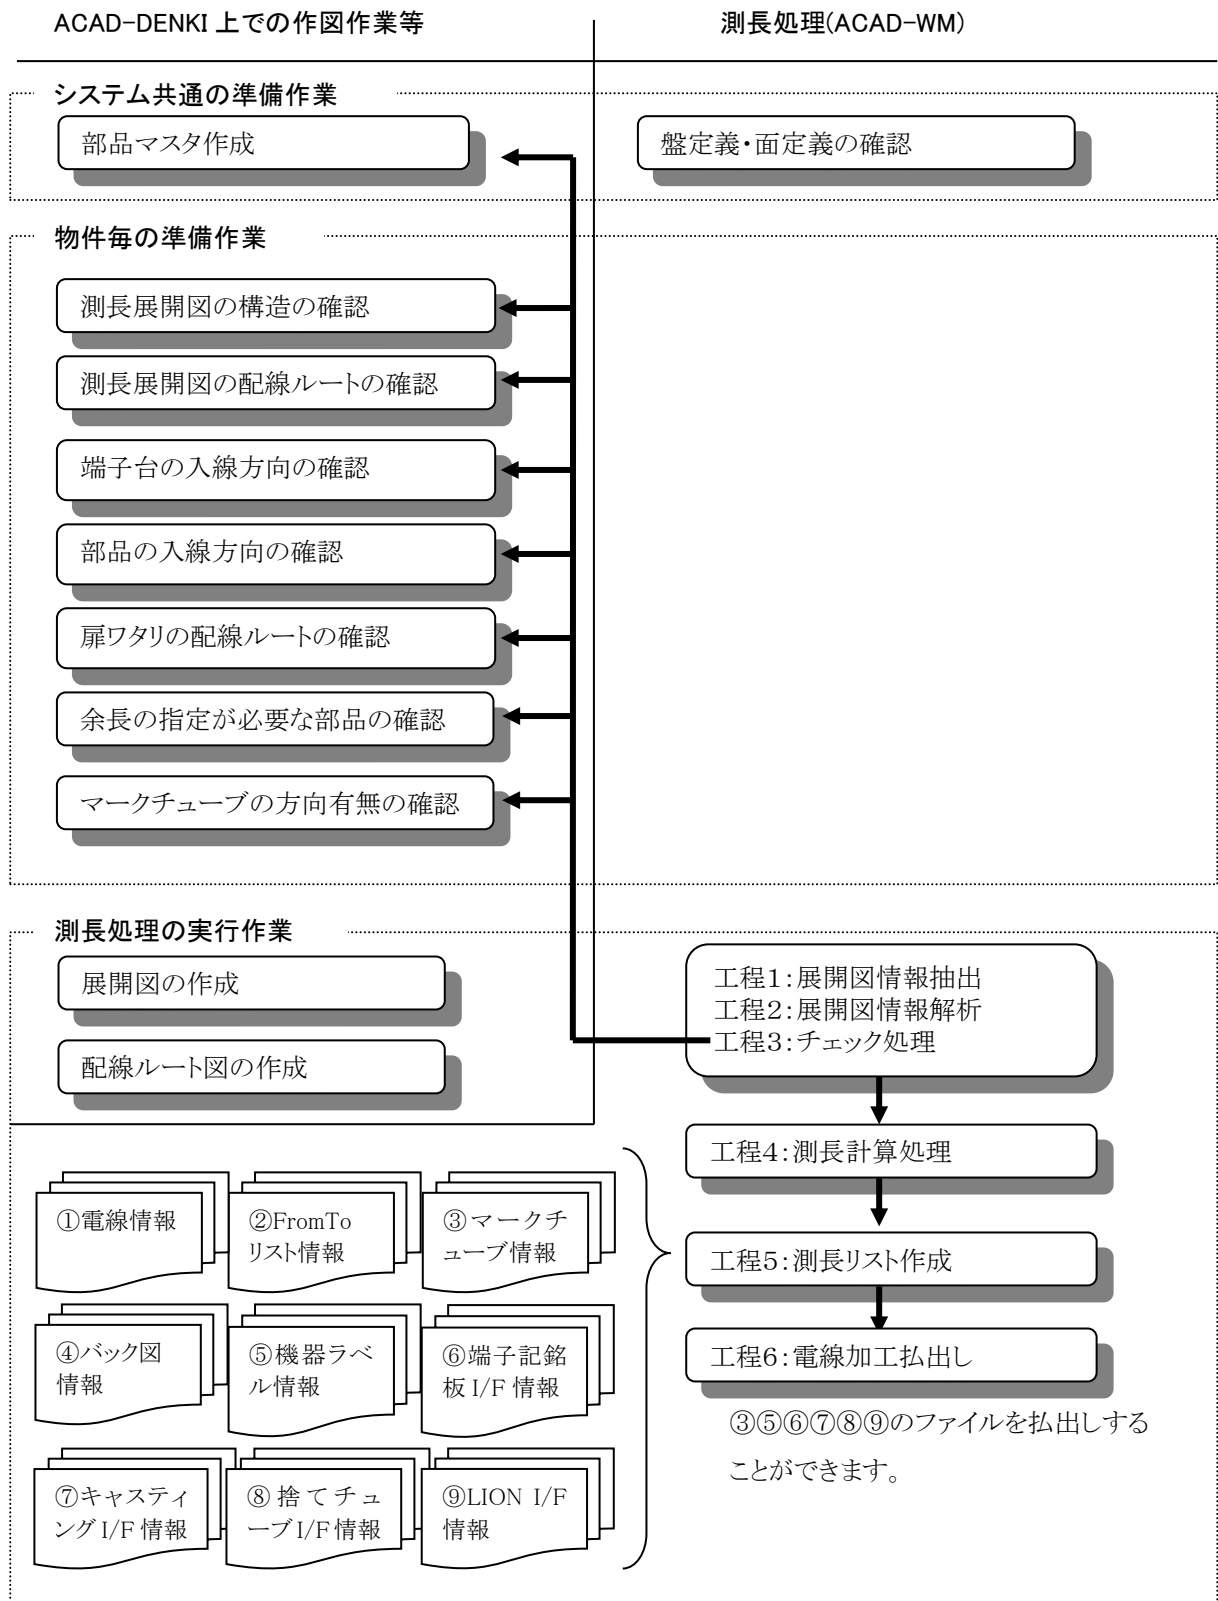 ACAD-DENKI 上での作図作業等
測長処理(ACAD-WM)
システム共通の準備作業
部品マスタ作成
盤定義・面定義の確認
物件毎の準備作業
測長展開図の構造の確認
測長展開図の配線ルートの確認
端子台の入線方向の確認
部品の入線方向の確認
扉ワタリの配線ルートの確認
余長の指定が必要な部品の確認
マークチューブの方向有無の確認
測長処理の実行作業
展開図の作成
配線ルート図の作成
工程1:展開図情報抽出
工程2:展開図情報解析
工程3:チェック処理
工程4:測長計算処理
工程5:測長リスト作成
工程6:電線加工払出し
①電線情報
②FromTo
リスト情報
③マークチ
ューブ情報
④バック図
情報
⑤機器ラベ
ル情報
⑥端子記銘
板 I/F 情報
⑦キャスティ
ング I/F 情報
⑧捨てチュ
ーブ I/F 情報
⑨LION I/F
情報
③⑤⑥⑦⑧⑨のファイルを払出しする
ことができます。